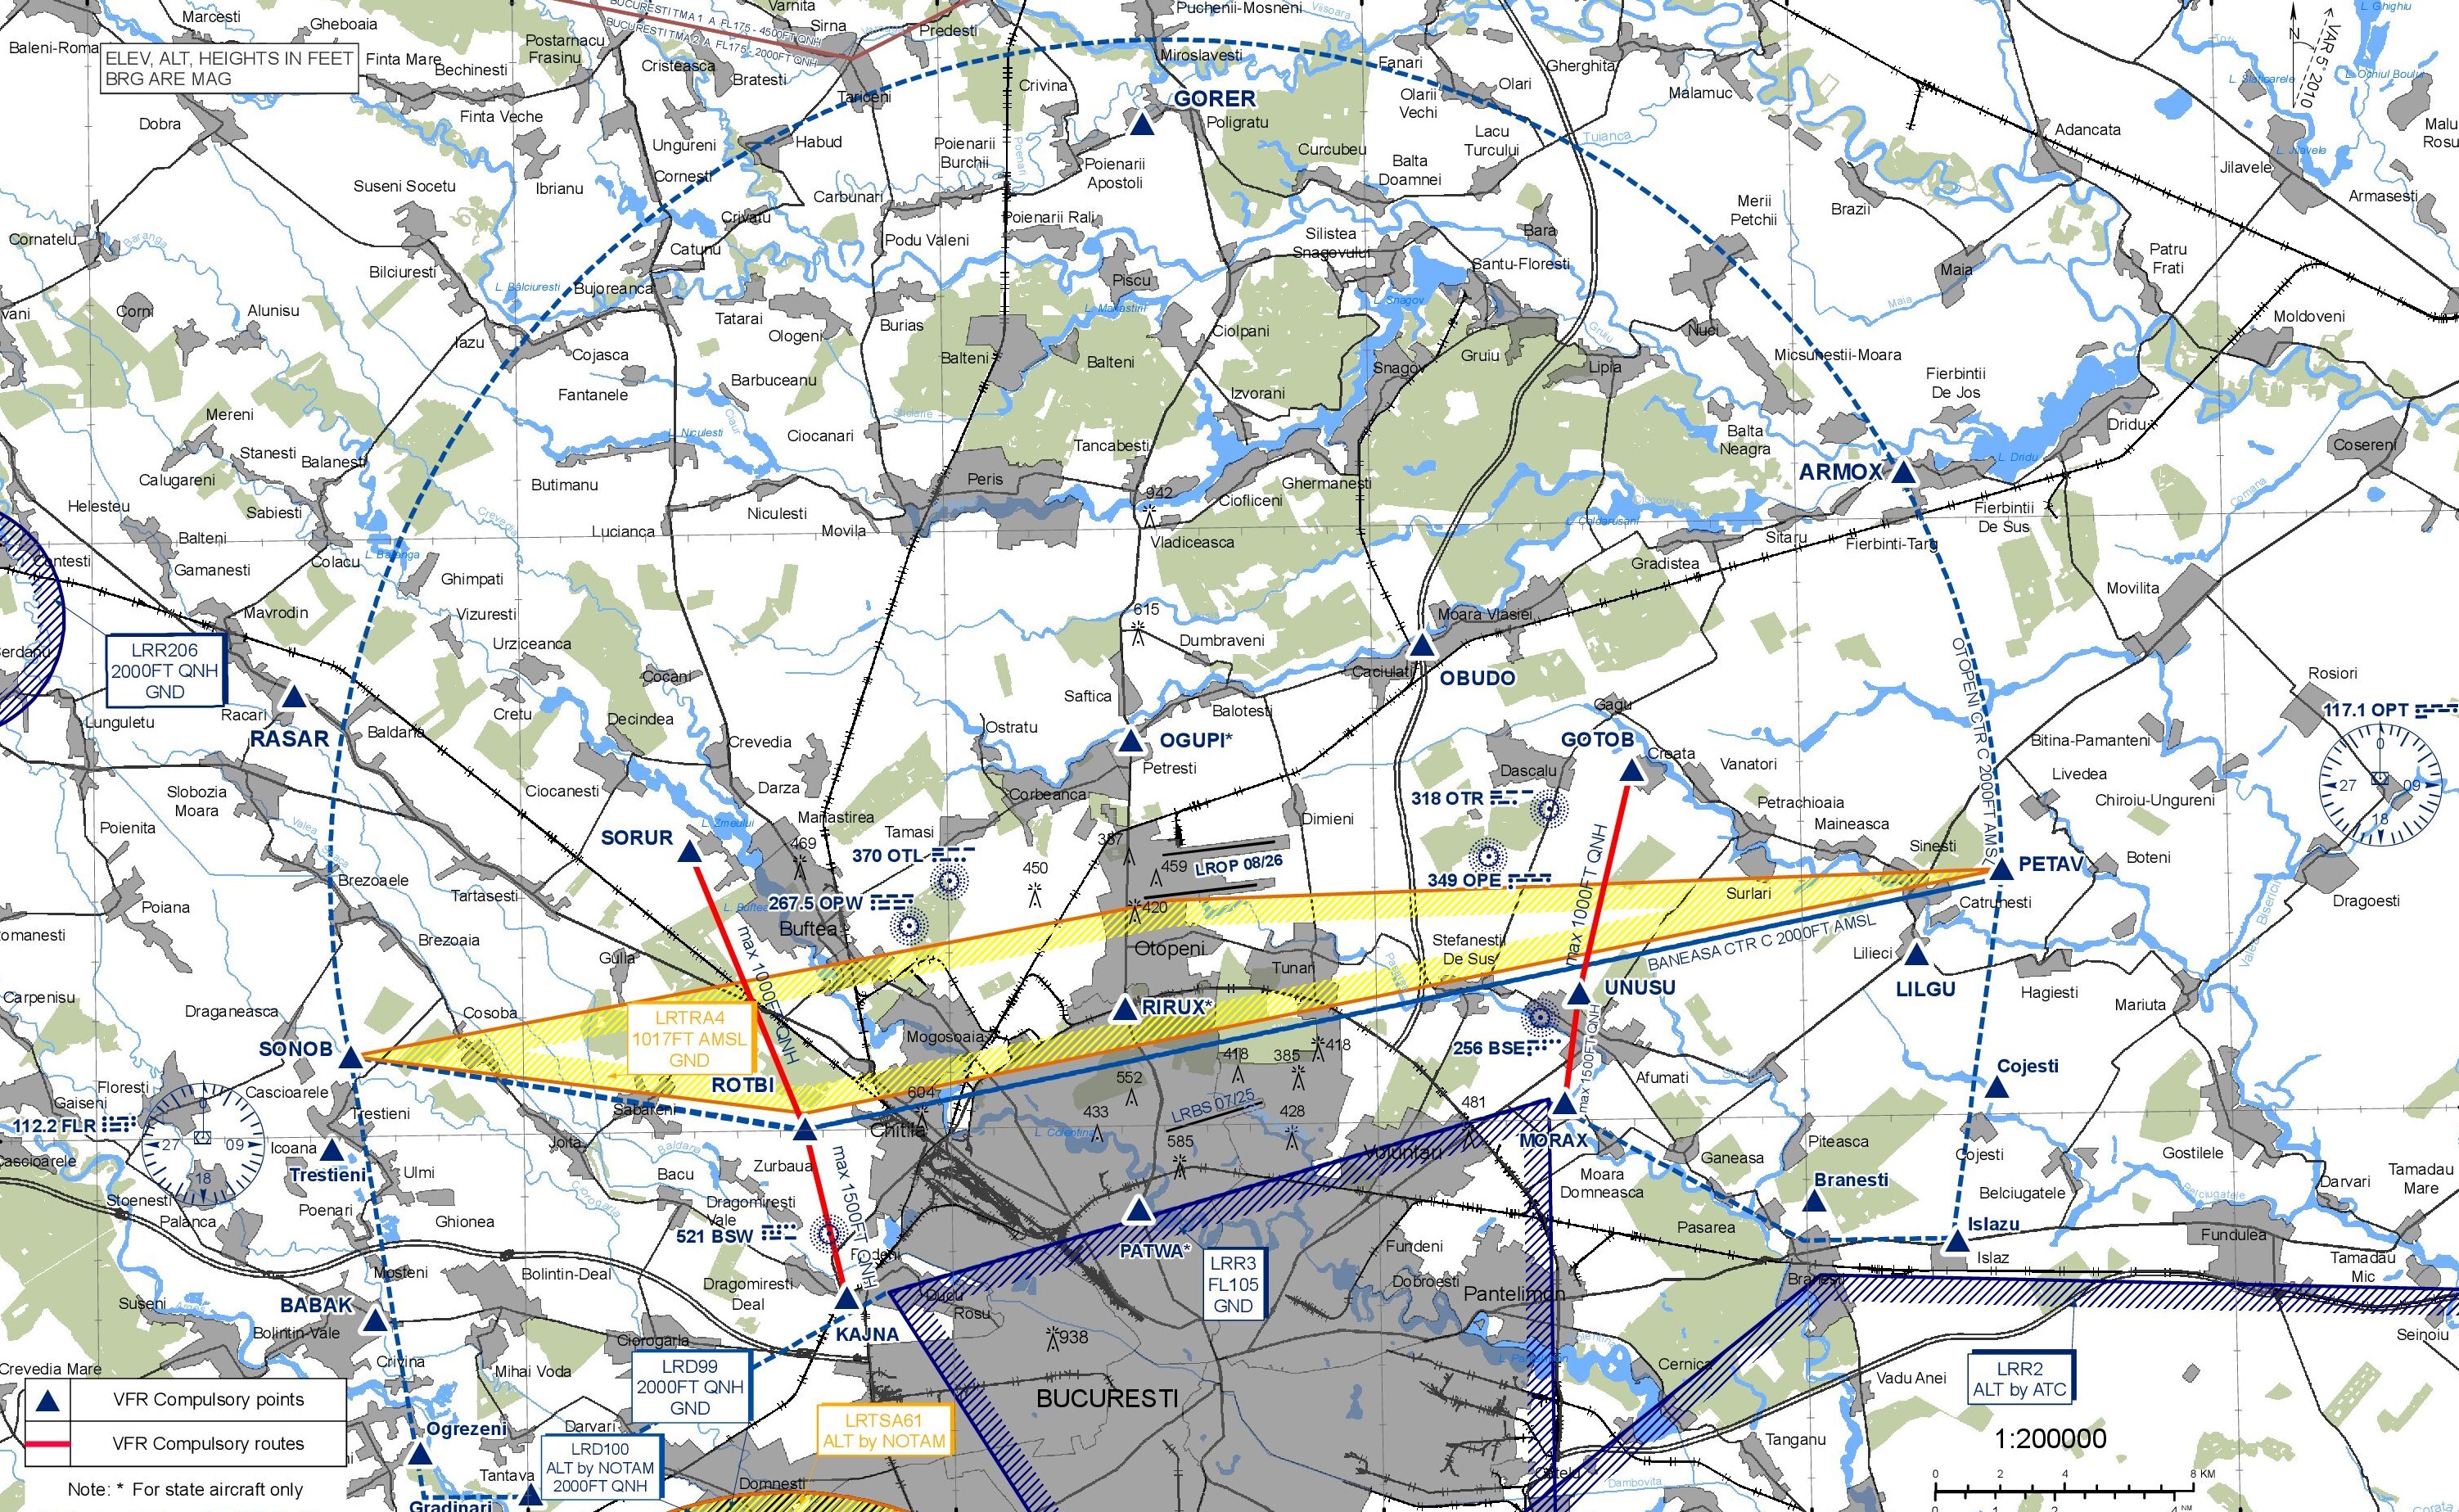 ELEV, ALT, HEIGHTS IN FEET
BRG ARE MAG
BUCURESTI TMA 1 A FL175 - 4500FT QNH
BUCURESTI TMA 2 A FL175 - 2000FT QNH
VAR 5° 2010
N
Marcesti
Gheboaia
Varnita
Sirna
Predesti
Puchenii-Mosneni
Viisoara
L. Ghighiu
Baleni-Roma
Finta Mare
Bechinesti
Postarnacu
Frasinu
Cristeasca
Bratesti
Tariceni
Crivina
Miroslavesti
Fanari
Olarii
Vechi
Olari
Gherghita
Malamuc
L. Ochiul Boului
Dobra
Finta Veche
Habud
GORER
Poligratu
Lacu
Turcului
Tuianca
Adancata
Malu
Rosu
Ungureni
Ibrianu
Cornesti
Poienarii
Burchii
Poienarii
Apostoli
Curcubeu
Balta
Doamnei
Jilavele
L. Jilavele
Armasesti
Suseni Socetu
Carbunari
Crivatu
Poienarii Rali
Merii
Petchii
Brazii
Cornatelu
Baranga
Bilciuresti
Catunu
Podu Valeni
Silistea
Snagovului
Bara
Santu-Floresti
Maia
Patru
Frati
L. Bâlciuresti
Bujoreanca
Piscu
L. Snagov
Maia
vani
Corni
Alunisu
Iazu
Cojasca
Tatarai
Ologeni
Burias
Ciolpani
Gruiu
Nuci
Moldoveni
Balteni
Balteni
Snagov
Gruiu
Lipia
Micsunestii-Moara
Fantanele
Barbuceanu
Izvorani
Fierbintii
De Jos
Mereni
Stanesti
Balanesti
Ciocanari
L. Niculesti
Tancabesti
Balta
Neagra
Dridu
Cosereni
Calugareni
Butimanu
Peris
Ghermanesti
ARMOX
L. Dridu
Helesteu
Sabiesti
Crevedia
Niculesti
942
Ciofliceni
Comana
Balteni
Lucianca
Movila
Vladiceasca
L. Caldarusani
Sitaru
Fierbinti-Targ
Fierbintii
De Sus
Contesti
Gamanesti
Colacu
Ghimpati
Gradistea
Movilita
Mavrodin
Vizuresti
615
Moara Vlasiei
LRR206
2000FT QNH
GND
Urziceanca
Dumbraveni
Caciulati
OBUDO
OTOPENI CTR C 2000FT AMSL
Rosiori
Cocani
Saftica
Racari
Lunguletu
RASAR
Baldana
Cretu
Decindea
Crevedia
Ostratu
OGUPI*
Balotesti
Gagu
GOTOB
Creata
Vanatori
Bitina-Pamanteni
117.1 OPT
Petresti
Dascalu
Livedea
Slobozia
Moara
Ciocanesti
Darza
Corbeanca
318 OTR
Petrachioaia
Chiroiu-Ungureni
0
27
09
18
Poienita
L. Zmeului
Manastirea
Tamasi
Dimieni
Maineasca
SORUR
469
370 OTL
450
387
459
LROP 08/26
349 OPE
Sinesti
PETAV
Boteni
Brezoaele
Tartasesti
L. Buftea
267.5 OPW
420
max 1000FT QNH
Surlari
Catrunesti
Dragoesti
Poiana
Brezoaia
Buftea
Otopeni
Stefanestii
De Sus
BANEASA CTR C 2000FT AMSL
Lilieci
romanesti
Gulia
max 1000FT QNH
Tunari
Carpenisu
Draganeasca
Cosoba
RIRUX*
UNUSU
LILGU
Hagiesti
Mariuta
LRTRA4
1017FT AMSL
GND
Mogosoaia
SONOB
ROTBI
418
385
418
256 BSE
max1500FTQNH
Afumati
Cojesti
Floresti
Gaiseni
Cascioarele
0
27
09
18
Sabareni
604
552
LRBS 07/25
481
112.2 FLR
Trestieni
Chitila
433
428
585
L. Colentina
MORAX
Piteasca
Icoana
Trestieni
Joita
Baldara
Voluntari
Ganeasa
Cojesti
Gostilele
Cascioarele
Ulmi
Bacu
Zurbaua
max 1500FT QNH
Moara
Domneasca
Branesti
Belciugatele
Darvari
Tamadau
Mare
Stoenesti
Palanca
Poenari
Ghionea
Ciorogarla
Dragomiresti
Vale
521 BSW
PATWA*
Pasarea
Islazu
Fundulea
Fundeni
Islaz
Tamadau
Mic
Mosteni
Bolintin-Deal
Dragomiresti
Deal
Dobroesti
Branesti
Suseni
BABAK
Rosu
LRR3
FL105
GND
Pantelimon
Bolintin-Vale
KAJNA
938
Seinoiu
Crivina
Ciorogarla
Crevedia Mare
Mihai Voda
LRD99
2000FT QNH
GND
BUCURESTI
Cernica
Vadu Anei
LRR2
ALT by ATC
VFR Compulsory points
Ogrezeni
Darvari
LRTSA61
ALT by NOTAM
1:200000
VFR Compulsory routes
LRD100
ALT by NOTAM
2000FT QNH
Tanganu
Note: * For state aircraft only
Tantava
Domnesti
Dambovita
0 2 4 8 KM
Gradinari
0 1 2 4 NM